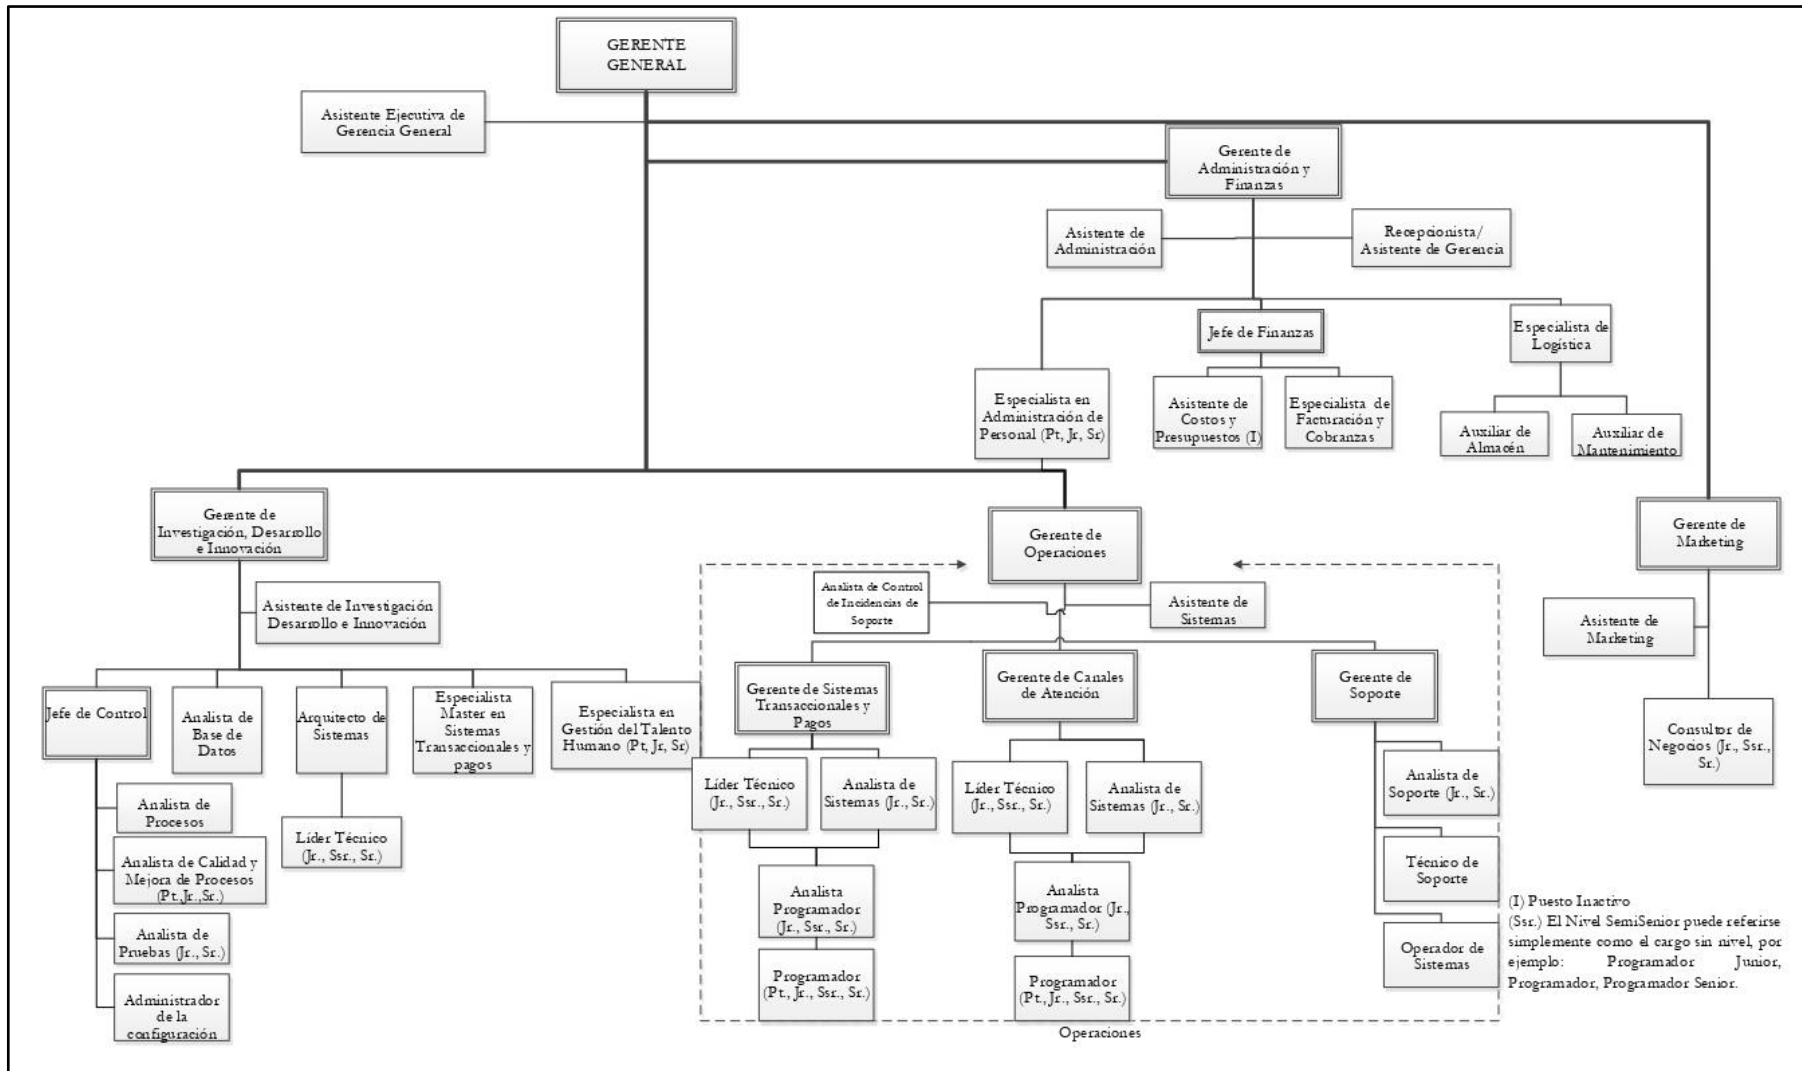 GERENTE
GENERAL
Asistente Ejecutiva de
Gerencia General
Gerente de
Administración y
Finanzas
Asistente de
Administración
Recepcionista/
Asistente de Gerencia
Jefe de Finanzas
Especialista de
Logística
Especialista en
Administración de
Personal (Pt, Jr, Sr)
Asistente de
Costos y
Presupuestos (I)
Especialista de
Facturación y
Cobranzas
Auxiliar de
Almacén
Auxiliar de
Mantenimiento
Gerente de
Investigación, Desarrollo
e Innovación
Gerente de
Operaciones
Gerente de
Marketing
Asistente de Investigación
Desarrollo e Innovación
Analista de Control
de Incidencias de
Soporte
Asistente de
Sistemas
Asistente de
Marketing
Jefe de Control
Analista de
Base de
Datos
Arquitecto de
Sistemas
Especialista
Master en
Sistemas
Transaccionales y
pagos
Especialista en
Gestión del Talento
Humano (Pt, Jr, Sr)
Gerente de Sistemas
Transaccionales y
Pagos
Gerente de Canales
de Atención
Gerente de
Soporte
Consultor de
Negocios (Jr., Ssr.,
Sr.)
Analista de
Procesos
Analista de Calidad y
Mejora de Procesos
(Pt.,Jr.,Sr.)
Analista de
Pruebas (Jr., Sr.)
Administrador
de la
configuración
Líder Técnico
(Jr., Ssr., Sr.)
Líder Técnico
(Jr., Ssr., Sr.)
Analista de
Sistemas (Jr., Sr.)
Analista
Programador
(Jr., Ssr., Sr.)
Programador
(Pt., Jr., Ssr., Sr.)
Líder Técnico
(Jr., Ssr., Sr.)
Analista de
Sistemas (Jr., Sr.)
Analista
Programador (Jr.,
Ssr., Sr.)
Programador
(Pt., Jr., Ssr., Sr.)
Analista de
Soporte (Jr., Sr.)
Técnico de
Soporte
Operador de
Sistemas
Operaciones
(I) Puesto Inactivo
(Ssr.) El Nivel SemiSenior puede referirse
simplemente como el cargo sin nivel, por
ejemplo: Programador Junior,
Programador, Programador Senior.